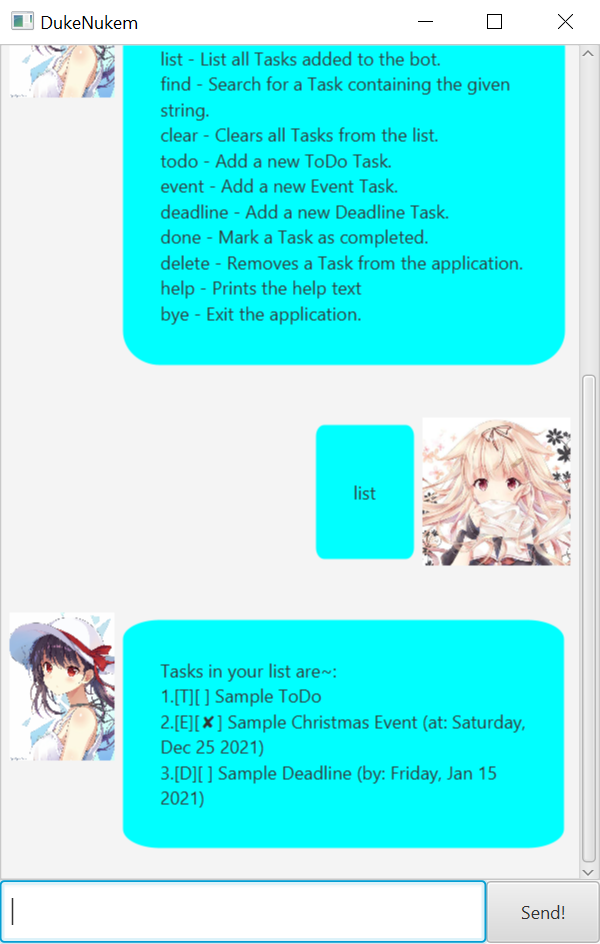 DukeNukem
list - List all Tasks added to the bot.
find - Search for a Task containing the given
string.
clear - Clears all Tasks from the list.
todo - Add a new ToDo Task.
event - Add a new Event Task.
deadline - Add a new Deadline Task.
done - Mark a Task as completed.
delete - Removes a Task from the application.
help - Prints the help text
bye - Exit the application.
list
Tasks in your list are~:
1.[T][ ] Sample ToDo
2.[E][✘] Sample Christmas Event (at: Saturday,
Dec 25 2021)
3.[D][ ] Sample Deadline (by: Friday, Jan 15
2021)
Send!